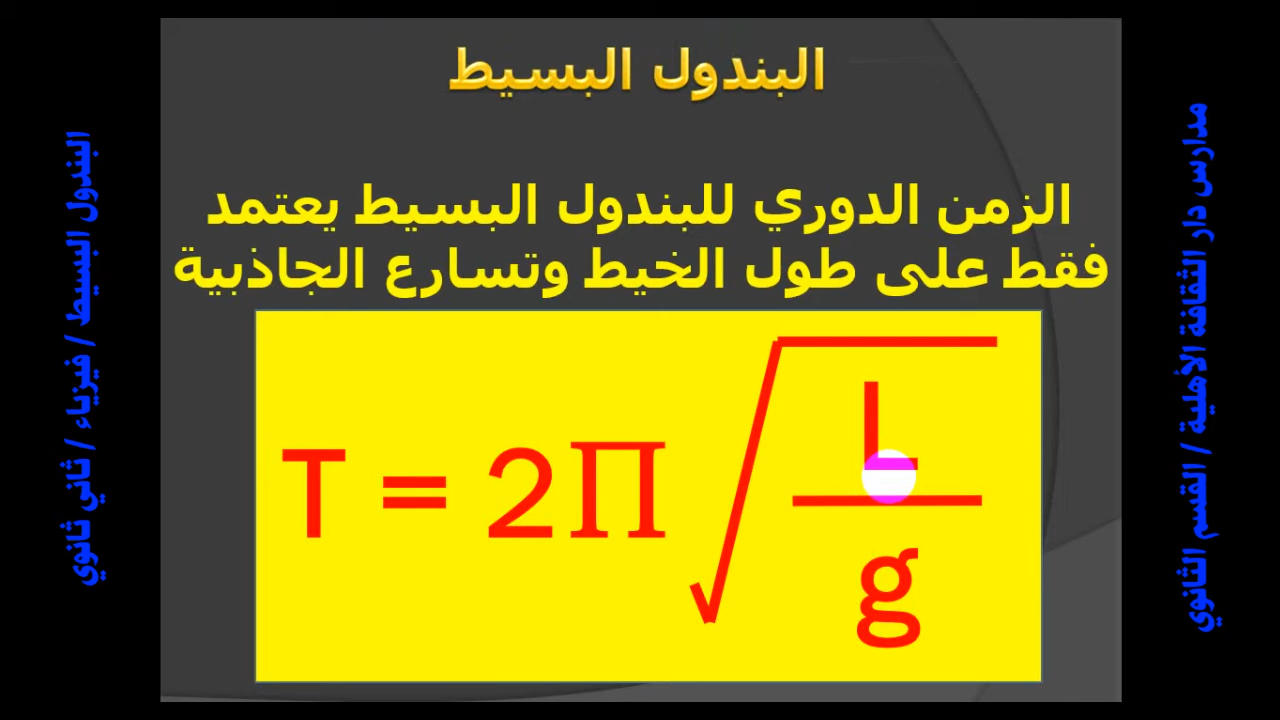 البندول البسيط
الزمن الدوري للبندول البسيط يعتمد
فقط على طول الخيط وتسارع الجاذبية
T = 2Π √(L/g)
مدارس دار الثقافة الأهلية / القسم الثانوي
البندول البسيط / فيزياء / ثاني ثانوي